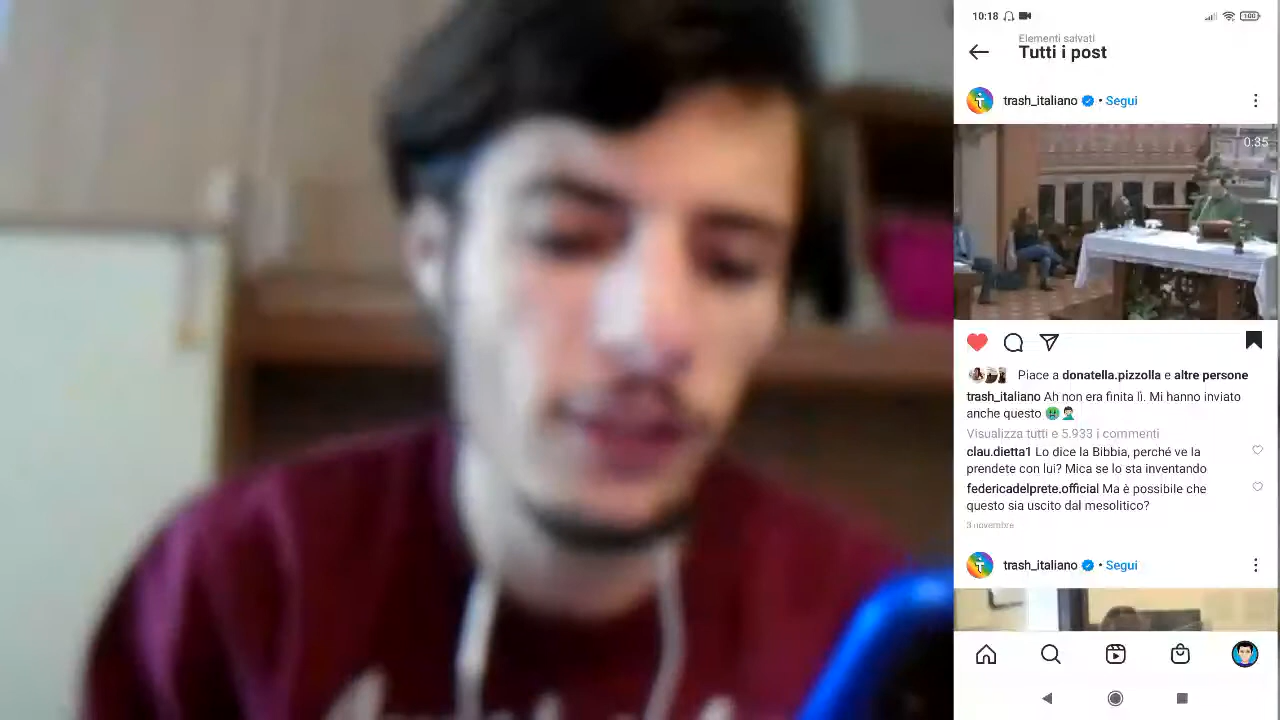 10:18
100
Elementi salvati
Tutti i post
trash_italiano • Segui
0:35
Piace a donatella.pizzolla e altre persone
trash_italiano Ah non era finita lì. Mi hanno inviato
anche questo 🤢🤦🏻‍♂️
Visualizza tutti e 5.933 i commenti
clau.dietta1 Lo dice la Bibbia, perché ve la
prendete con lui? Mica se lo sta inventando
federicadelprete.official Ma è possibile che
questo sia uscito dal mesolitico?
3 novembre
trash_italiano • Segui